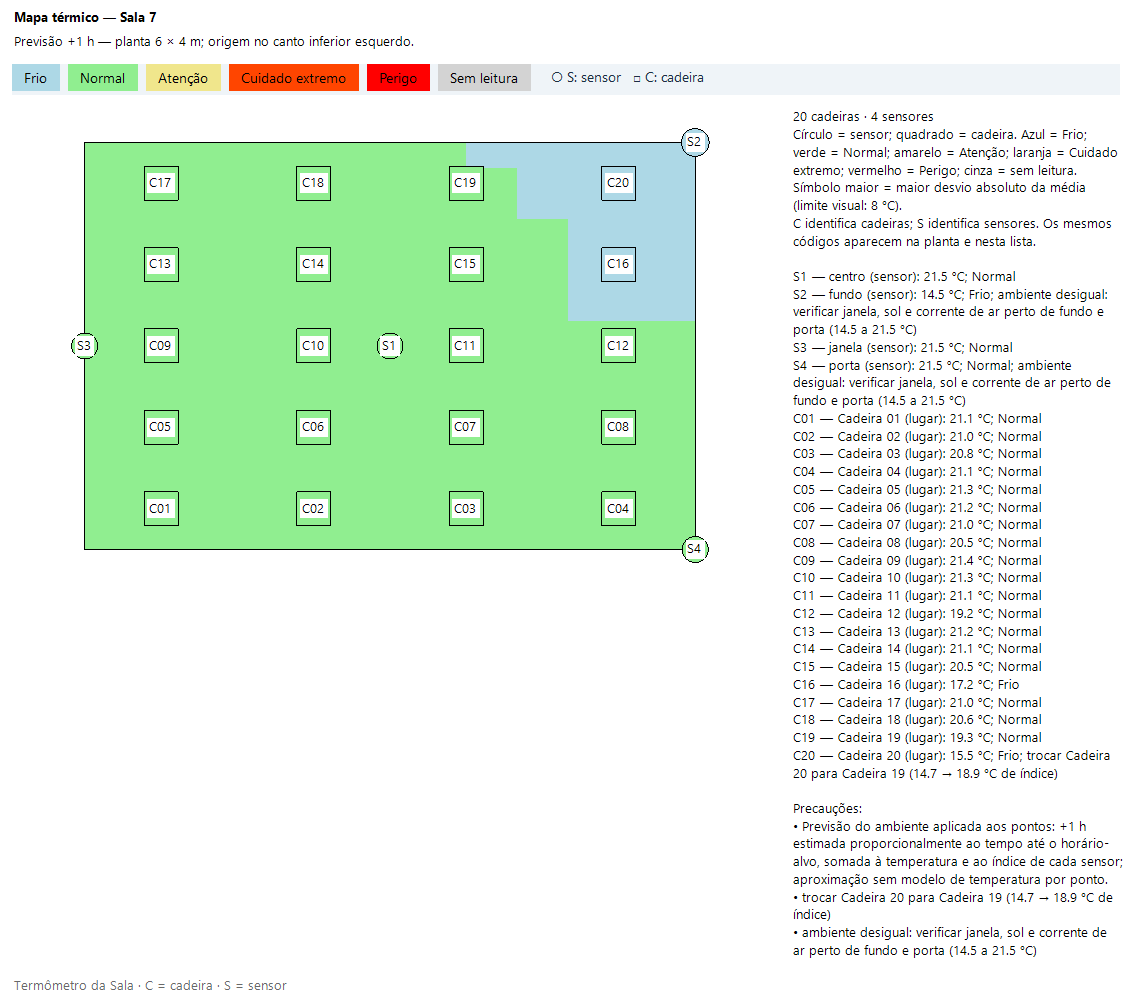 Mapa térmico — Sala 7
Previsão +1 h — planta 6 × 4 m; origem no canto inferior esquerdo.
Frio Normal Atenção Cuidado extremo Perigo Sem leitura ○ S: sensor □ C: cadeira
S2
C17 C18 C19 C20
C13 C14 C15 C16
S3 C09 C10 S1 C11 C12
C05 C06 C07 C08
C01 C02 C03 C04
S4
20 cadeiras · 4 sensores
Círculo = sensor; quadrado = cadeira. Azul = Frio;
verde = Normal; amarelo = Atenção; laranja = Cuidado
extremo; vermelho = Perigo; cinza = sem leitura.
Símbolo maior = maior desvio absoluto da média
(limite visual: 8 °C).
C identifica cadeiras; S identifica sensores. Os mesmos
códigos aparecem na planta e nesta lista.
S1 — centro (sensor): 21.5 °C; Normal
S2 — fundo (sensor): 14.5 °C; Frio; ambiente desigual:
verificar janela, sol e corrente de ar perto de fundo e
porta (14.5 a 21.5 °C)
S3 — janela (sensor): 21.5 °C; Normal
S4 — porta (sensor): 21.5 °C; Normal; ambiente
desigual: verificar janela, sol e corrente de ar perto de
fundo e porta (14.5 a 21.5 °C)
C01 — Cadeira 01 (lugar): 21.1 °C; Normal
C02 — Cadeira 02 (lugar): 21.0 °C; Normal
C03 — Cadeira 03 (lugar): 20.8 °C; Normal
C04 — Cadeira 04 (lugar): 21.1 °C; Normal
C05 — Cadeira 05 (lugar): 21.3 °C; Normal
C06 — Cadeira 06 (lugar): 21.2 °C; Normal
C07 — Cadeira 07 (lugar): 21.0 °C; Normal
C08 — Cadeira 08 (lugar): 20.5 °C; Normal
C09 — Cadeira 09 (lugar): 21.4 °C; Normal
C10 — Cadeira 10 (lugar): 21.3 °C; Normal
C11 — Cadeira 11 (lugar): 21.1 °C; Normal
C12 — Cadeira 12 (lugar): 19.2 °C; Normal
C13 — Cadeira 13 (lugar): 21.2 °C; Normal
C14 — Cadeira 14 (lugar): 21.1 °C; Normal
C15 — Cadeira 15 (lugar): 20.5 °C; Normal
C16 — Cadeira 16 (lugar): 17.2 °C; Frio
C17 — Cadeira 17 (lugar): 21.0 °C; Normal
C18 — Cadeira 18 (lugar): 20.6 °C; Normal
C19 — Cadeira 19 (lugar): 19.3 °C; Normal
C20 — Cadeira 20 (lugar): 15.5 °C; Frio; trocar Cadeira
20 para Cadeira 19 (14.7 → 18.9 °C de índice)
Precauções:
• Previsão do ambiente aplicada aos pontos: +1 h
estimada proporcionalmente ao tempo até o horário-
alvo, somada à temperatura e ao índice de cada sensor;
aproximação sem modelo de temperatura por ponto.
• trocar Cadeira 20 para Cadeira 19 (14.7 → 18.9 °C de
índice)
• ambiente desigual: verificar janela, sol e corrente de
ar perto de fundo e porta (14.5 a 21.5 °C)
Termômetro da Sala · C = cadeira · S = sensor